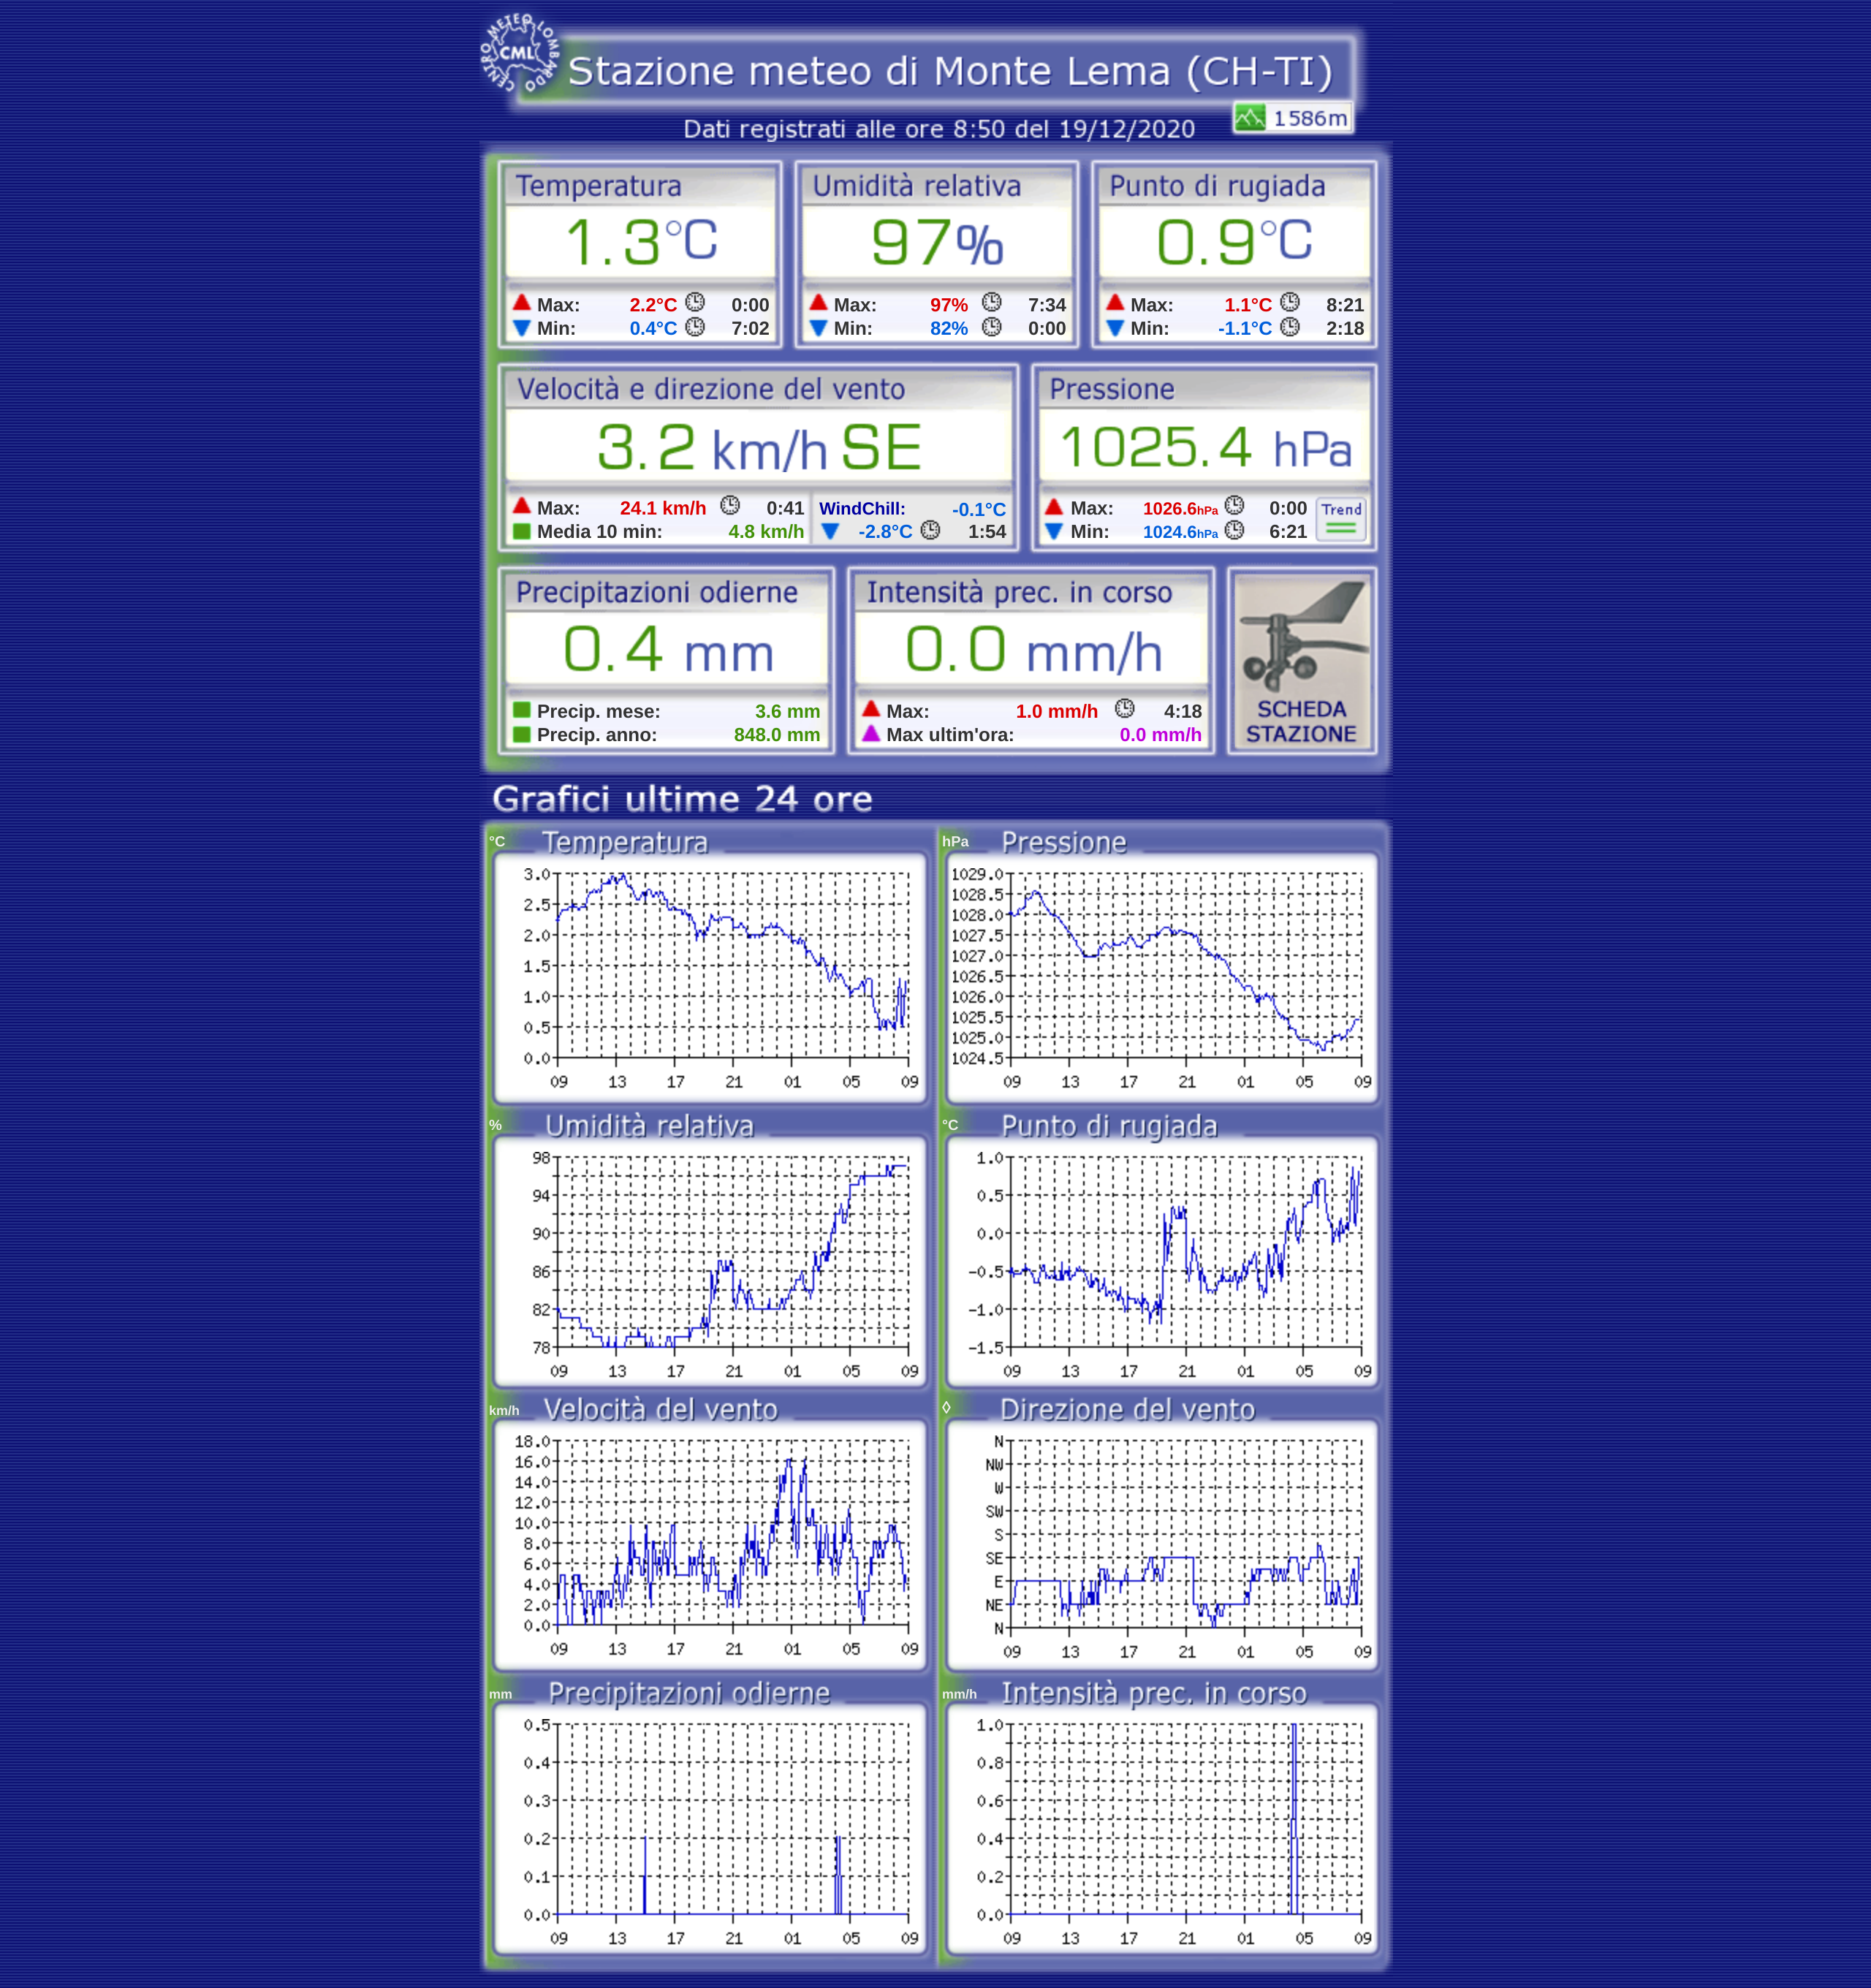 CENTRO METEO LOMBARDO
CML
Stazione meteo di Monte Lema (CH-TI)
1586m
Dati registrati alle ore 8:50 del 19/12/2020
Temperatura
1.3°C
Max: 2.2°C 0:00
Min: 0.4°C 7:02
Umidità relativa
97%
Max: 97% 7:34
Min: 82% 0:00
Punto di rugiada
0.9°C
Max: 1.1°C 8:21
Min: -1.1°C 2:18
Velocità e direzione del vento
3.2 km/h SE
Max: 24.1 km/h 0:41
Media 10 min: 4.8 km/h
WindChill: -0.1°C
-2.8°C 1:54
Pressione
1025.4 hPa
Max: 1026.6hPa 0:00
Min: 1024.6hPa 6:21
Trend
Precipitazioni odierne
0.4 mm
Precip. mese: 3.6 mm
Precip. anno: 848.0 mm
Intensità prec. in corso
0.0 mm/h
Max: 1.0 mm/h 4:18
Max ultim'ora: 0.0 mm/h
SCHEDA
STAZIONE
Grafici ultime 24 ore
°C Temperatura
3.0
2.5
2.0
1.5
1.0
0.5
0.0
09 13 17 21 01 05 09
hPa Pressione
1029.0
1028.5
1028.0
1027.5
1027.0
1026.5
1026.0
1025.5
1025.0
1024.5
09 13 17 21 01 05 09
% Umidità relativa
98
94
90
86
82
78
09 13 17 21 01 05 09
°C Punto di rugiada
1.0
0.5
0.0
-0.5
-1.0
-1.5
09 13 17 21 01 05 09
km/h Velocità del vento
18.0
16.0
14.0
12.0
10.0
8.0
6.0
4.0
2.0
0.0
09 13 17 21 01 05 09
◊ Direzione del vento
N
NW
W
SW
S
SE
E
NE
N
09 13 17 21 01 05 09
mm Precipitazioni odierne
0.5
0.4
0.3
0.2
0.1
0.0
09 13 17 21 01 05 09
mm/h Intensità prec. in corso
1.0
0.8
0.6
0.4
0.2
0.0
09 13 17 21 01 05 09